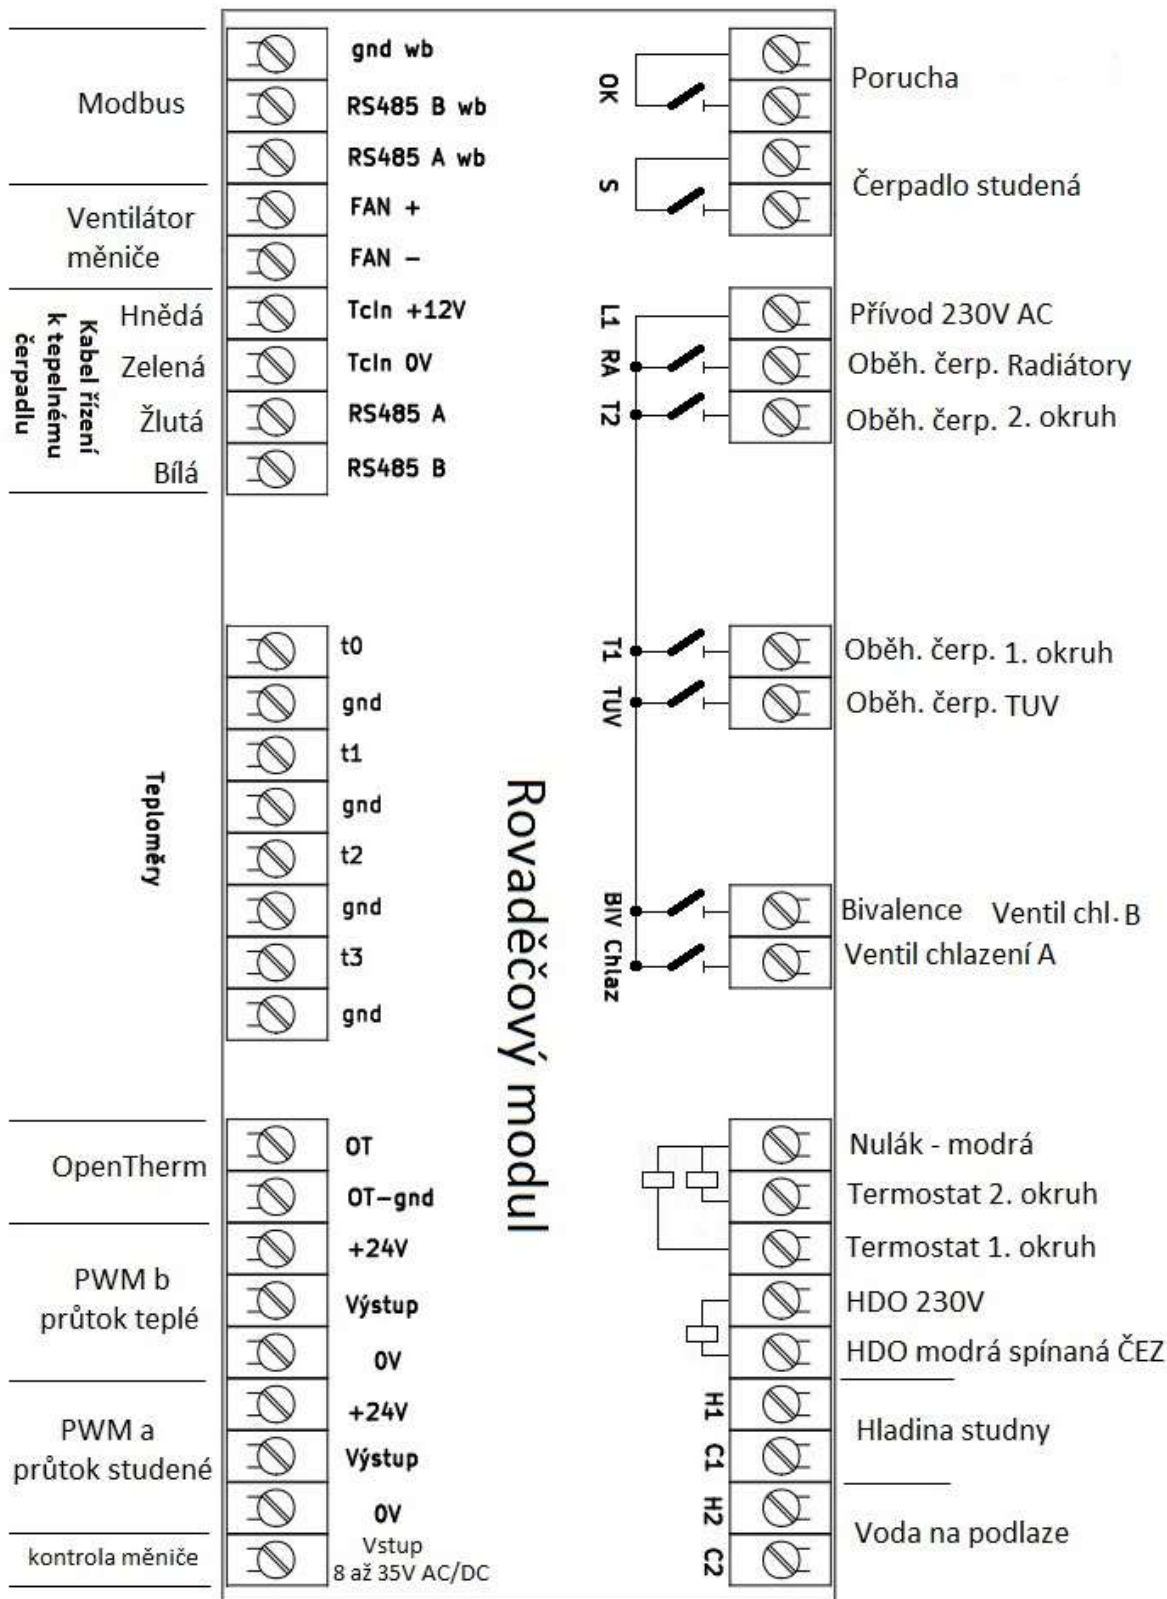 Modbus
gnd wb
RS485 B wb
RS485 A wb
Ventilátor
měniče
FAN +
FAN −
Kabel řízení
k tepelnému
čerpadlu
Hnědá
TcIn +12V
Zelená
TcIn 0V
Žlutá
RS485 A
Bílá
RS485 B
Teploměry
t0
gnd
t1
gnd
t2
gnd
t3
gnd
OpenTherm
OT
OT−gnd
PWM b
průtok teplé
+24V
Výstup
0V
PWM a
průtok studené
+24V
Výstup
0V
kontrola měniče
Vstup
8 až 35V AC/DC
Rovaděčový modul
OK
Porucha
S
Čerpadlo studená
L1
Přívod 230V AC
RA
Oběh. čerp. Radiátory
T2
Oběh. čerp. 2. okruh
T1
Oběh. čerp. 1. okruh
TUV
Oběh. čerp. TUV
BIV
Bivalence Ventil chl. B
Chlaz
Ventil chlazení A
Nulák - modrá
Termostat 2. okruh
Termostat 1. okruh
HDO 230V
HDO modrá spínaná ČEZ
H1
C1
Hladina studny
H2
C2
Voda na podlaze